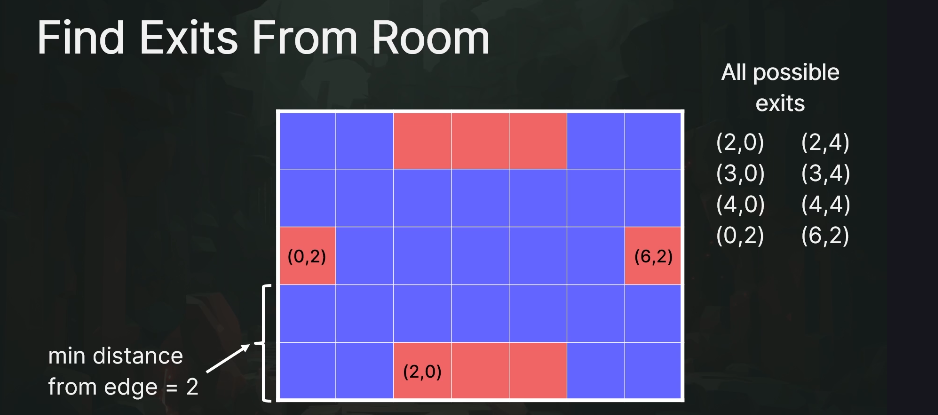 Find Exits From Room
All possible
exits
(2,0) (2,4)
(3,0) (3,4)
(4,0) (4,4)
(0,2) (6,2)
(0,2) (6,2)
min distance
from edge = 2
(2,0)